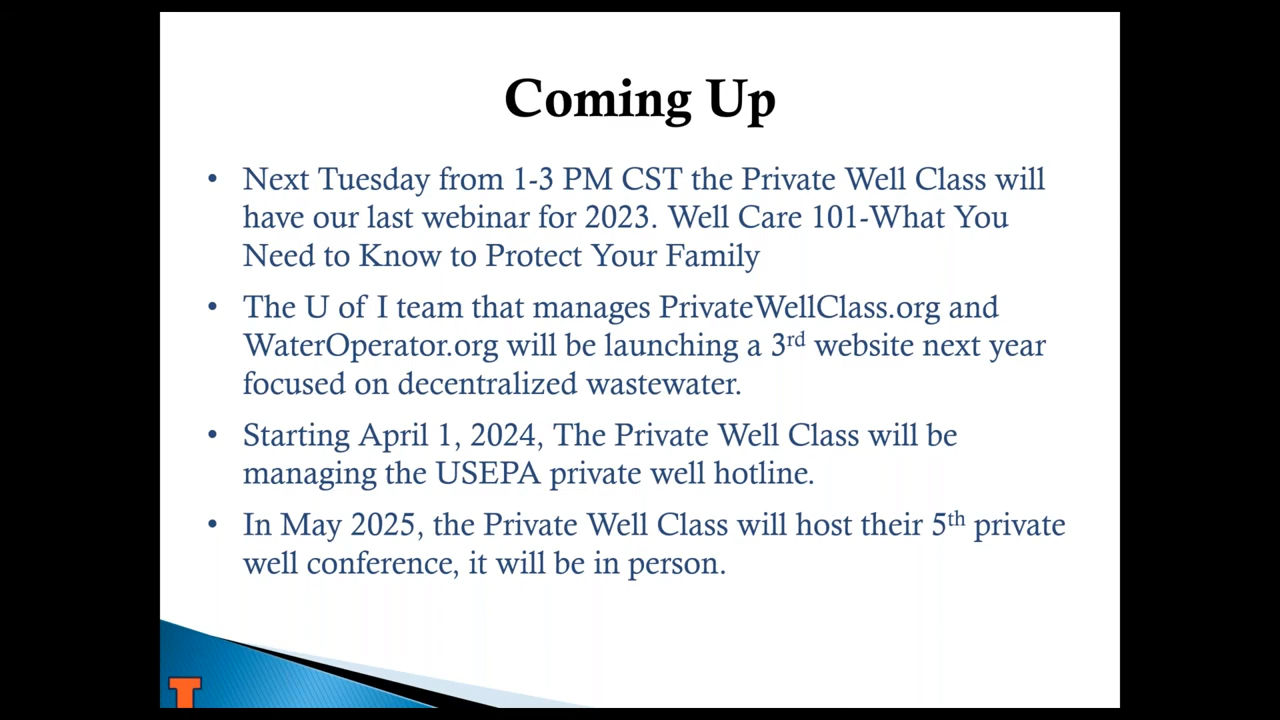 Coming Up
• Next Tuesday from 1-3 PM CST the Private Well Class will
have our last webinar for 2023. Well Care 101-What You
Need to Know to Protect Your Family
• The U of I team that manages PrivateWellClass.org and
WaterOperator.org will be launching a 3rd website next year
focused on decentralized wastewater.
• Starting April 1, 2024, The Private Well Class will be
managing the USEPA private well hotline.
• In May 2025, the Private Well Class will host their 5th private
well conference, it will be in person.
I